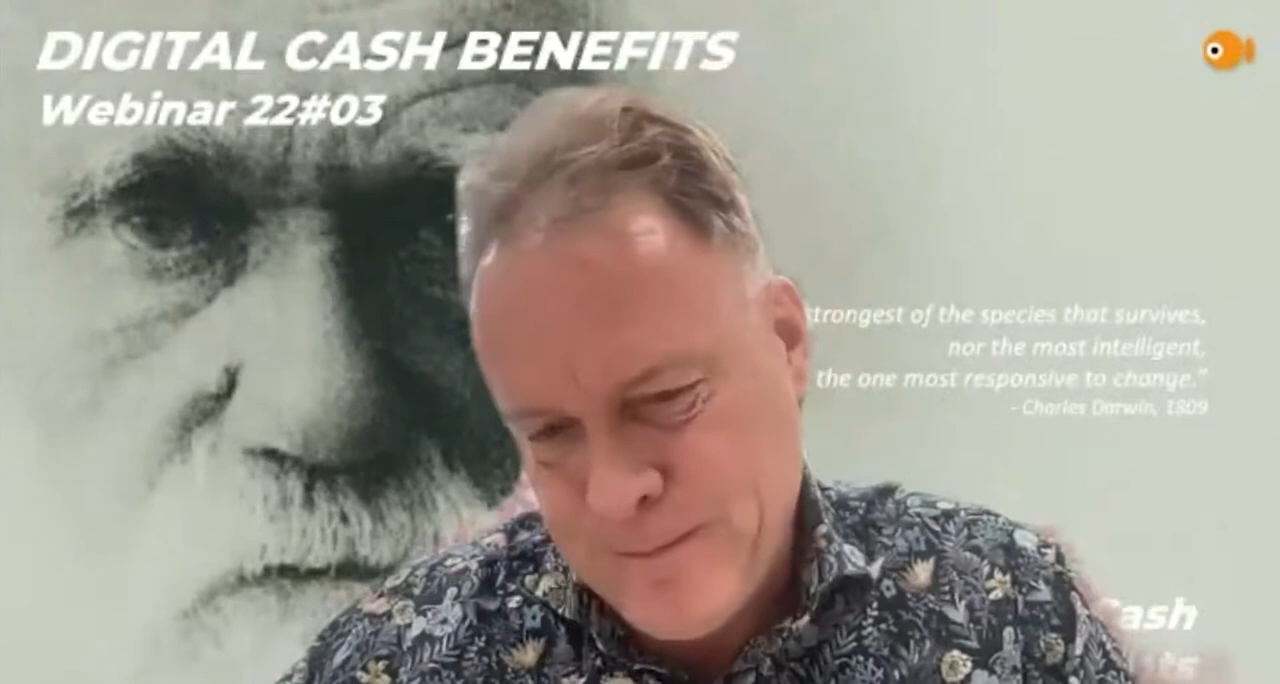 DIGITAL CASH BENEFITS
Webinar 22#03
trongest of the species that survives,
nor the most intelligent,
the one most responsive to change."
- Charles Darwin, 1809
ash